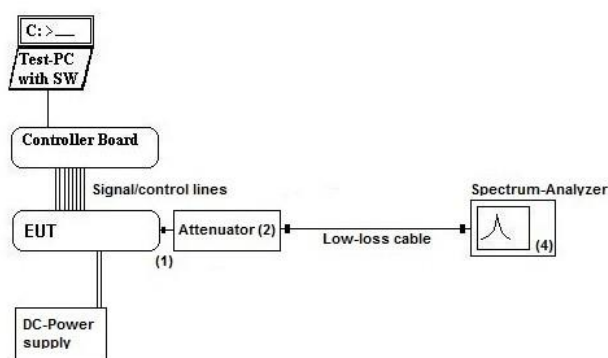 C: >__
Test-PC
with SW
Controller Board
Signal/control lines
Spectrum-Analyzer
EUT
Attenuator (2)
Low-loss cable
(4)
(1)
DC-Power
supply